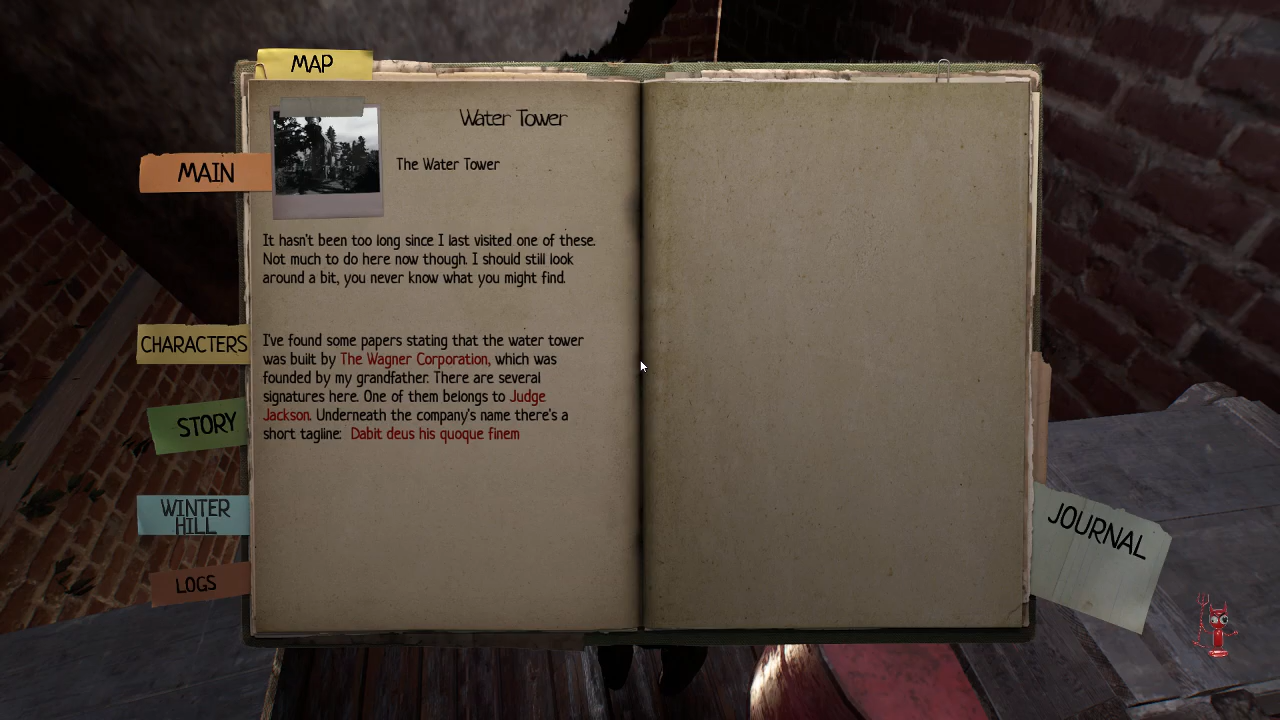 MAP
Water Tower
MAIN
The Water Tower
It hasn't been too long since I last visited one of these.
Not much to do here now though. I should still look
around a bit, you never know what you might find.
CHARACTERS
I've found some papers stating that the water tower
was built by The Wagner Corporation, which was
founded by my grandfather. There are several
signatures here. One of them belongs to Judge
Jackson. Underneath the company's name there's a
short tagline: Dabit deus his quoque finem
STORY
WINTER
HILL
LOGS
JOURNAL